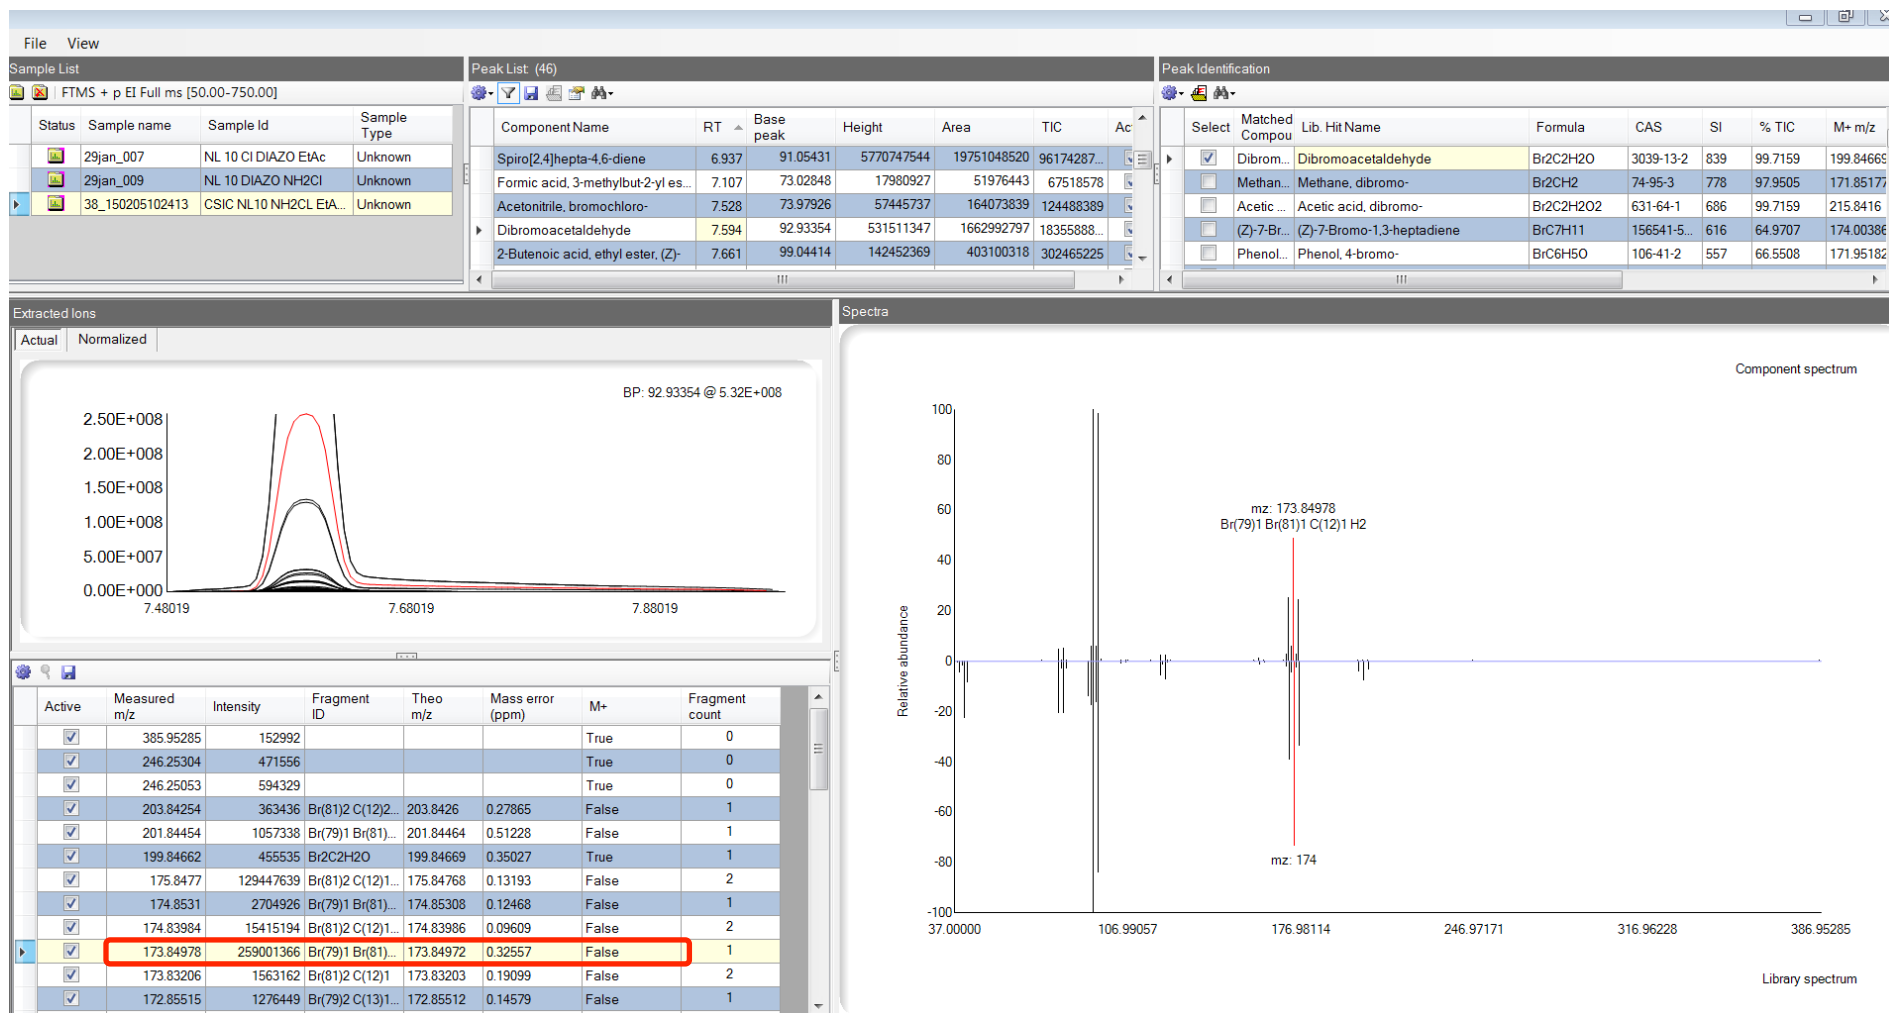 File View
Sample List
FTMS + p EI Full ms [50.00-750.00]
Status Sample name Sample Id Sample Type
29jan_007 NL 10 CI DIAZO EtAc Unknown
29jan_009 NL 10 DIAZO NH2Cl Unknown
38_150205102413 CSIC NL10 NH2CL EtA... Unknown
Peak List (46)
Component Name RT Base peak Height Area TIC Ac
Spiro[2,4]hepta-4,6-diene 6.937 91.05431 5770747544 19751048520 96174287...
Formic acid, 3-methylbut-2-yl es... 7.107 73.02848 17980927 51976443 67518578
Acetonitrile, bromochloro- 7.528 73.97926 57445737 164073839 124488389
Dibromoacetaldehyde 7.594 92.93354 531511347 1662992797 18355888...
2-Butenoic acid, ethyl ester, (Z)- 7.661 99.04414 142452369 403100318 302465225
Peak Identification
Select Matched Compou Lib. Hit Name Formula CAS SI % TIC M+ m/z
Dibrom... Dibromoacetaldehyde Br2C2H2O 3039-13-2 839 99.7159 199.84669
Methan... Methane, dibromo- Br2CH2 74-95-3 778 97.9505 171.85177
Acetic ... Acetic acid, dibromo- Br2C2H2O2 631-64-1 686 99.7159 215.8416
(Z)-7-Br... (Z)-7-Bromo-1,3-heptadiene BrC7H11 156541-5... 616 64.9707 174.00386
Phenol... Phenol, 4-bromo- BrC6H5O 106-41-2 557 66.5508 171.95182
Extracted Ions
Actual Normalized
BP: 92.93354 @ 5.32E+008
2.50E+008
2.00E+008
1.50E+008
1.00E+008
5.00E+007
0.00E+000
7.48019 7.68019 7.88019
Active Measured m/z Intensity Fragment ID Theo m/z Mass error (ppm) M+ Fragment count
385.95285 152992 True 0
246.25304 471556 True 0
246.25053 594329 True 0
203.84254 363436 Br(81)2 C(12)2... 203.8426 0.27865 False 1
201.84454 1057338 Br(79)1 Br(81)... 201.84464 0.51228 False 1
199.84662 455535 Br2C2H2O 199.84669 0.35027 True 1
175.8477 129447639 Br(81)2 C(12)1... 175.84768 0.13193 False 2
174.8531 2704926 Br(79)1 Br(81)... 174.85308 0.12468 False 1
174.83984 15415194 Br(81)2 C(12)1... 174.83986 0.09609 False 2
173.84978 259001366 Br(79)1 Br(81)... 173.84972 0.32557 False 1
173.83206 1563162 Br(81)2 C(12)1 173.83203 0.19099 False 2
172.85515 1276449 Br(79)2 C(13)1... 172.85512 0.14579 False 1
Spectra
Component spectrum
100
80
60
40
20
0
-20
-40
-60
-80
-100
Relative abundance
mz: 173.84978
Br(79)1 Br(81)1 C(12)1 H2
mz: 174
37.00000 106.99057 176.98114 246.97171 316.96228 386.95285
Library spectrum